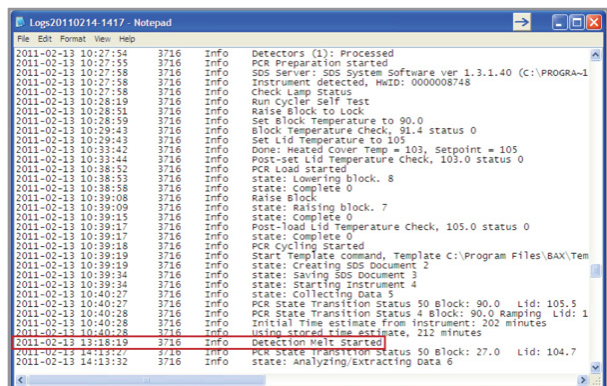 Logs20110214-1417 - Notepad
File Edit Format View Help
2011-02-13 10:27:54 3716 Info Detectors (1): Processed
2011-02-13 10:27:55 3716 Info PCR Preparation started
2011-02-13 10:27:58 3716 Info SDS Server: SDS System Software ver 1.3.1.40 (C:\PROGRA~1
2011-02-13 10:27:58 3716 Info Instrument detected, HWID: 0000008748
2011-02-13 10:27:58 3716 Info Check Lamp Status
2011-02-13 10:28:19 3716 Info Run Cycler Self Test
2011-02-13 10:28:51 3716 Info Raise Block to Lock
2011-02-13 10:28:59 3716 Info Set Block Temperature to 90.0
2011-02-13 10:29:43 3716 Info Block Temperature Check, 91.4 status 0
2011-02-13 10:29:43 3716 Info Set Lid Temperature to 105
2011-02-13 10:33:42 3716 Info Done: Heated Cover Temp = 103, Setpoint = 105
2011-02-13 10:33:44 3716 Info Post-set Lid Temperature Check, 103.0 status 0
2011-02-13 10:38:52 3716 Info PCR Load started
2011-02-13 10:38:53 3716 Info state: Lowering block. 8
2011-02-13 10:38:58 3716 Info state: Complete 0
2011-02-13 10:39:08 3716 Info Raise Block
2011-02-13 10:39:09 3716 Info state: Raising block. 7
2011-02-13 10:39:15 3716 Info state: Complete 0
2011-02-13 10:39:17 3716 Info Post-load Lid Temperature Check, 105.0 status 0
2011-02-13 10:39:17 3716 Info state: Complete 0
2011-02-13 10:39:18 3716 Info PCR Cycling Started
2011-02-13 10:39:19 3716 Info Start Template command, Template C:\Program Files\BAX\Tem
2011-02-13 10:39:19 3716 Info state: Creating SDS Document 2
2011-02-13 10:39:34 3716 Info state: Saving SDS Document 3
2011-02-13 10:39:34 3716 Info state: Starting Instrument 4
2011-02-13 10:40:27 3716 Info state: Collecting Data 5
2011-02-13 10:40:27 3716 Info PCR State Transition Status 50 Block: 90.0 Lid: 105.5
2011-02-13 10:40:28 3716 Info PCR State Transition Status 4 Block: 90.0 Ramping Lid: 1
2011-02-13 10:40:28 3716 Info Initial Time estimate from instrument: 202 minutes
2011-02-13 10:40:28 3716 Info Using stored time estimate, 212 minutes
2011-02-13 13:18:19 3716 Info Detection Melt Started
2011-02-13 14:13:27 3716 Info PCR State Transition Status 50 Block: 27.0 Lid: 104.7
2011-02-13 14:13:32 3716 Info state: Analyzing/Extracting Data 6